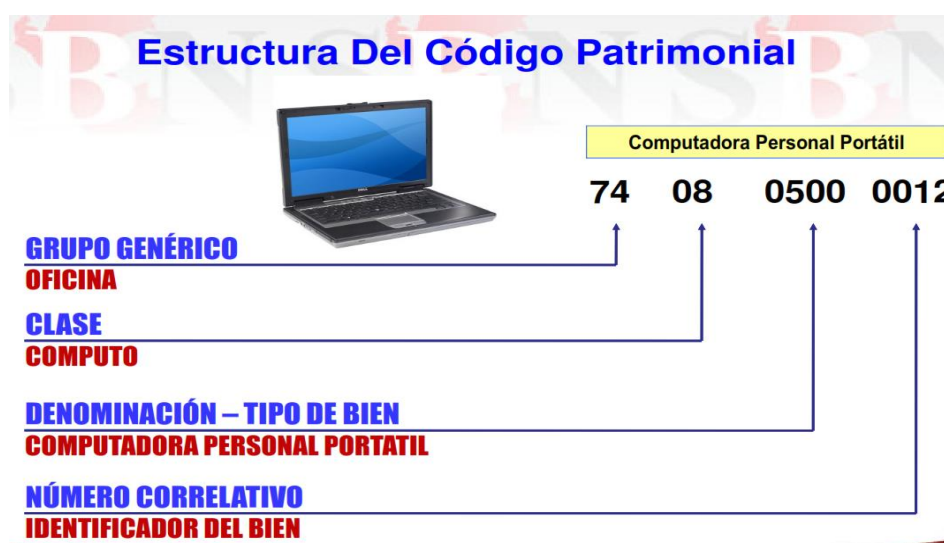 Estructura Del Código Patrimonial
Computadora Personal Portátil
74 08 0500 0012
GRUPO GENÉRICO
OFICINA
CLASE
COMPUTO
DENOMINACIÓN – TIPO DE BIEN
COMPUTADORA PERSONAL PORTATIL
NÚMERO CORRELATIVO
IDENTIFICADOR DEL BIEN